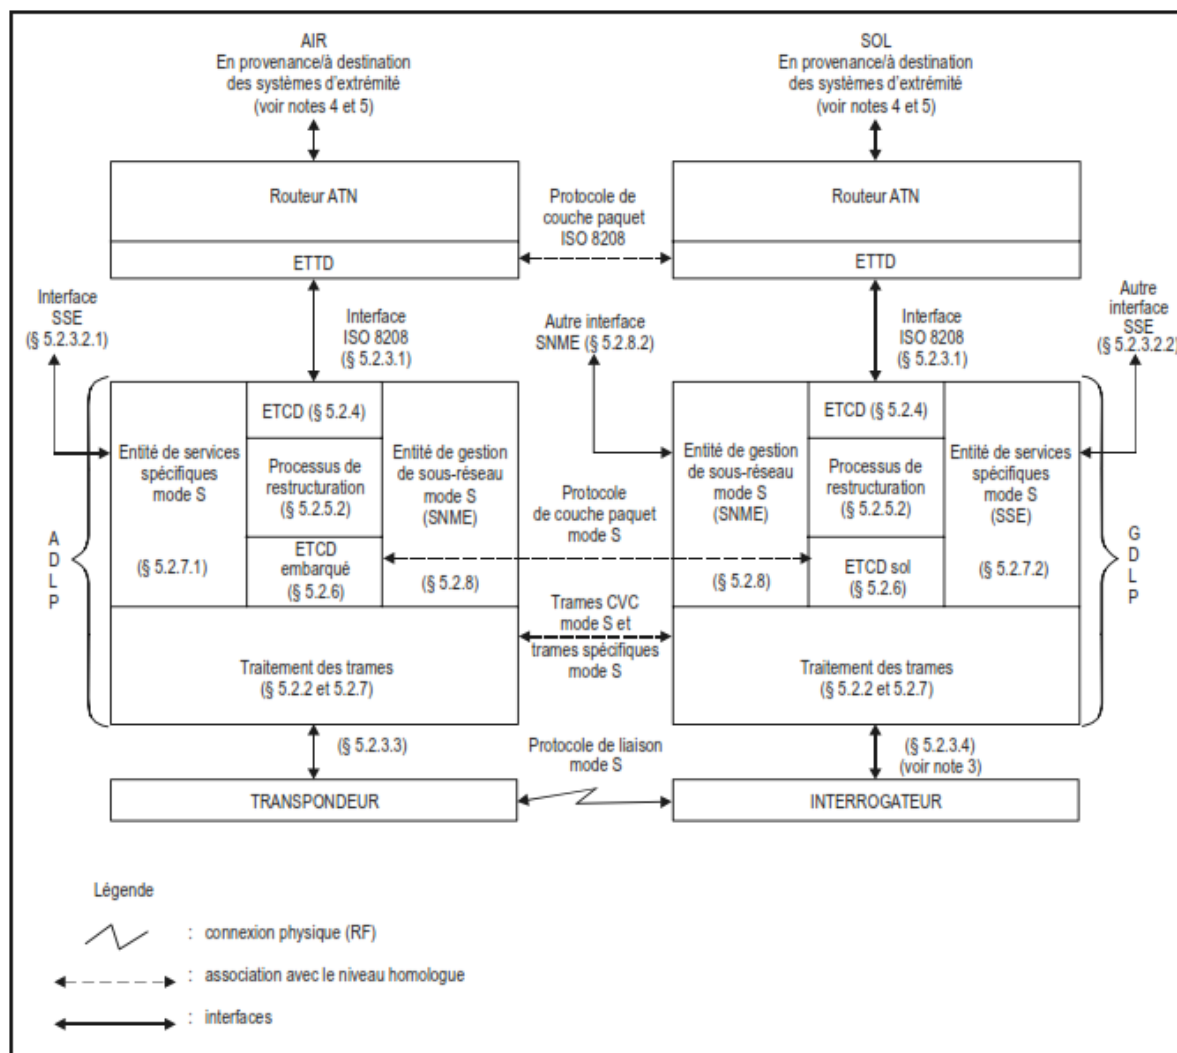 AIR
En provenance/à destination
des systèmes d'extrémité
(voir notes 4 et 5)
SOL
En provenance/à destination
des systèmes d'extrémité
(voir notes 4 et 5)
Routeur ATN
ETTD
Protocole de
couche paquet
ISO 8208
Routeur ATN
ETTD
Interface
SSE
(§ 5.2.3.2.1)
Interface
ISO 8208
(§ 5.2.3.1)
Autre interface
SNME (§ 5.2.8.2)
Interface
ISO 8208
(§ 5.2.3.1)
Autre
interface
SSE
(§ 5.2.3.2.2)
A
D
L
P
Entité de services
spécifiques
mode S
(§ 5.2.7.1)
ETCD (§ 5.2.4)
Processus de
restructuration
(§ 5.2.5.2)
ETCD
embarqué
(§ 5.2.6)
Entité de gestion
de sous-réseau
mode S
(SNME)
(§ 5.2.8)
Traitement des trames
(§ 5.2.2 et 5.2.7)
Protocole
de couche paquet
mode S
Trames CVC
mode S et
trames spécifiques
mode S
Entité de gestion
de sous-réseau
mode S
(SNME)
(§ 5.2.8)
ETCD (§ 5.2.4)
Processus de
restructuration
(§ 5.2.5.2)
ETCD sol
(§ 5.2.6)
Entité de services
spécifiques
mode S
(SSE)
(§ 5.2.7.2)
Traitement des trames
(§ 5.2.2 et 5.2.7)
G
D
L
P
(§ 5.2.3.3)
Protocole de liaison
mode S
(§ 5.2.3.4)
(voir note 3)
TRANSPONDEUR
INTERROGATEUR
Légende
: connexion physique (RF)
: association avec le niveau homologue
: interfaces